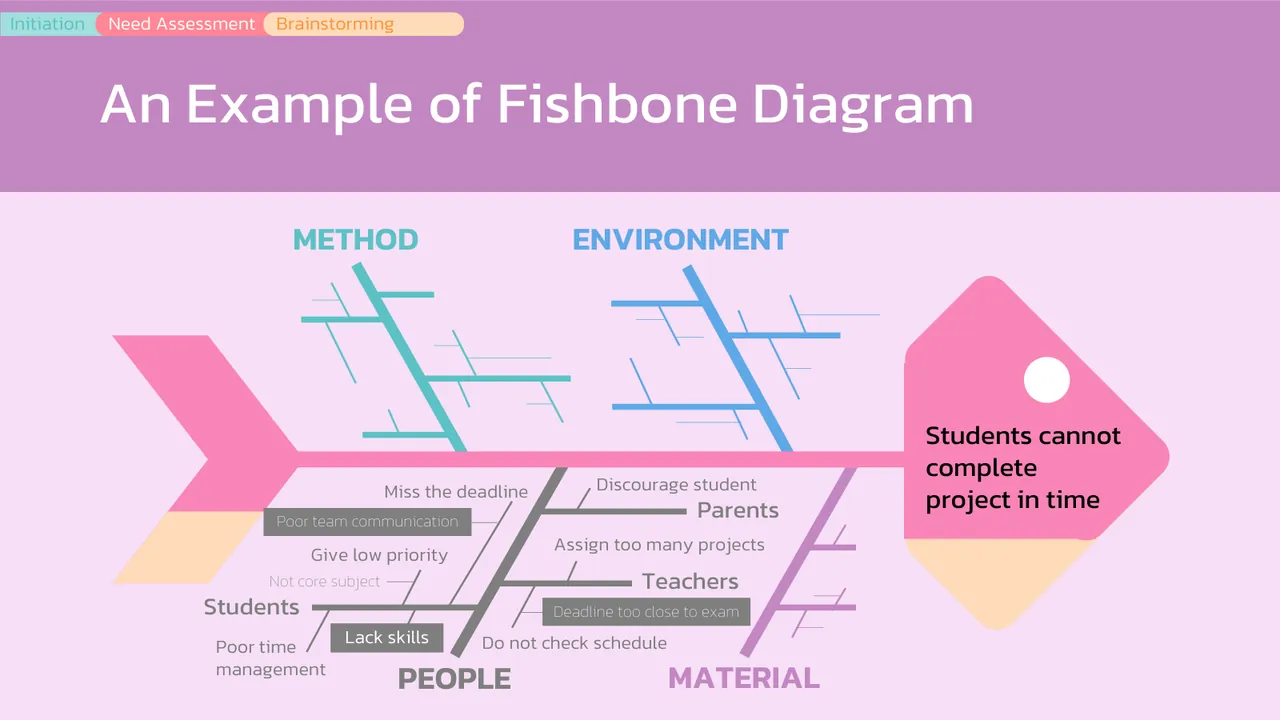 Initiation Need Assessment Brainstorming
An Example of Fishbone Diagram
METHOD
ENVIRONMENT
Students cannot
complete
project in time
Miss the deadline
Poor team communication
Give low priority
Not core subject
Students
Poor time
management
Lack skills
PEOPLE
Discourage student
Parents
Assign too many projects
Teachers
Deadline too close to exam
Do not check schedule
MATERIAL